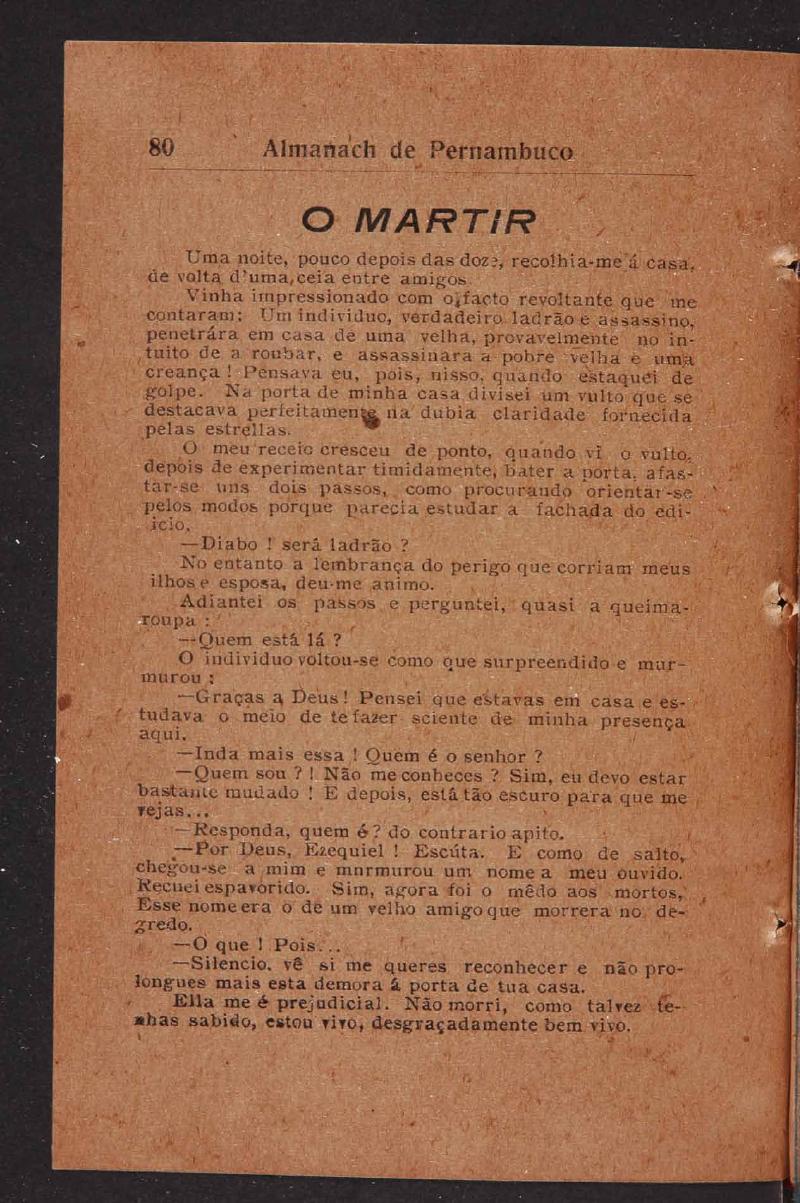 80 Almanach de Pernambuco
O MARTIR
Uma noite, pouco depois das doze, recolhia-me á casa,
de volta d'uma ceia entre amigos
Vinha impressionado com o facto revoltante que me
contaram: Um individuo, verdadeiro ladrão e assassino,
penetrára em casa de uma velha, provavelmente no in-
tuito de a roubar, e assassinara a pobre velha e uma
creança! Pensava eu, pois, nisso, quando estaquei de
golpe. Na porta de minha casa divisei um vulto que se
destacava perfeitamente na dubia claridade fornecida
pelas estrellas.
O meu receio cresceu de ponto, quando vi o vulto,
depois de experimentar timidamente, bater a porta, afas-
tar-se uns dois passos, como procurando orientar-se
pelos modos porque parecia estudar a fachada do edi-
icio.
—Diabo ! será ladrão ?
No entanto a lembrança do perigo que corriam meus
ilhos e esposa, deu-me animo.
Adiantei os passos e perguntei, quasi a queima-
roupa :
—Quem está lá ?
O individuo voltou-se como que surpreendido e mur-
murou :
—Graças a Deus! Pensei que estavas em casa e es-
tudava o meio de te fazer sciente de minha presença
aqui.
—Inda mais essa ! Quem é o senhor ?
—Quem sou ? ! Não me conheces ? Sim, eu devo estar
bastante mudado ! E depois, está tão escuro para que me
vejas...
—Responda, quem é? do contrario apito.
—Por Deus, Ezequiel ! Escúta. E como de salto,
chegou-se a mim e mnrmurou um nome a meu ouvido.
Recuei espavorido. Sim, agora foi o mêdo aos mortos,
Esse nome era o de um velho amigo que morrera no de-
gredo.
—O que ! Pois...
—Silencio, vê si me queres reconhecer e não pro-
longues mais esta demora á porta de tua casa.
Ella me é prejudicial. Não morri, como talvez te-
nhas sabido, estou vivo, desgraçadamente bem vivo.